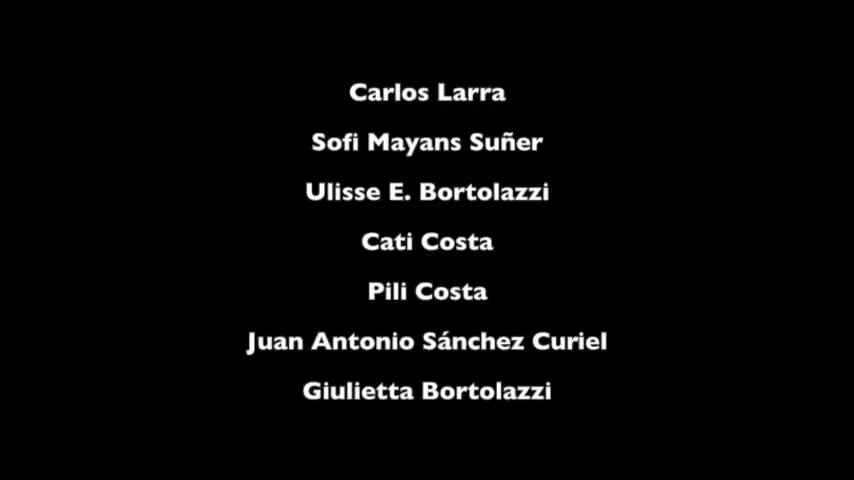 Carlos Larra
Sofi Mayans Suñer
Ulisse E. Bortolazzi
Cati Costa
Pili Costa
Juan Antonio Sánchez Curiel
Giulietta Bortolazzi